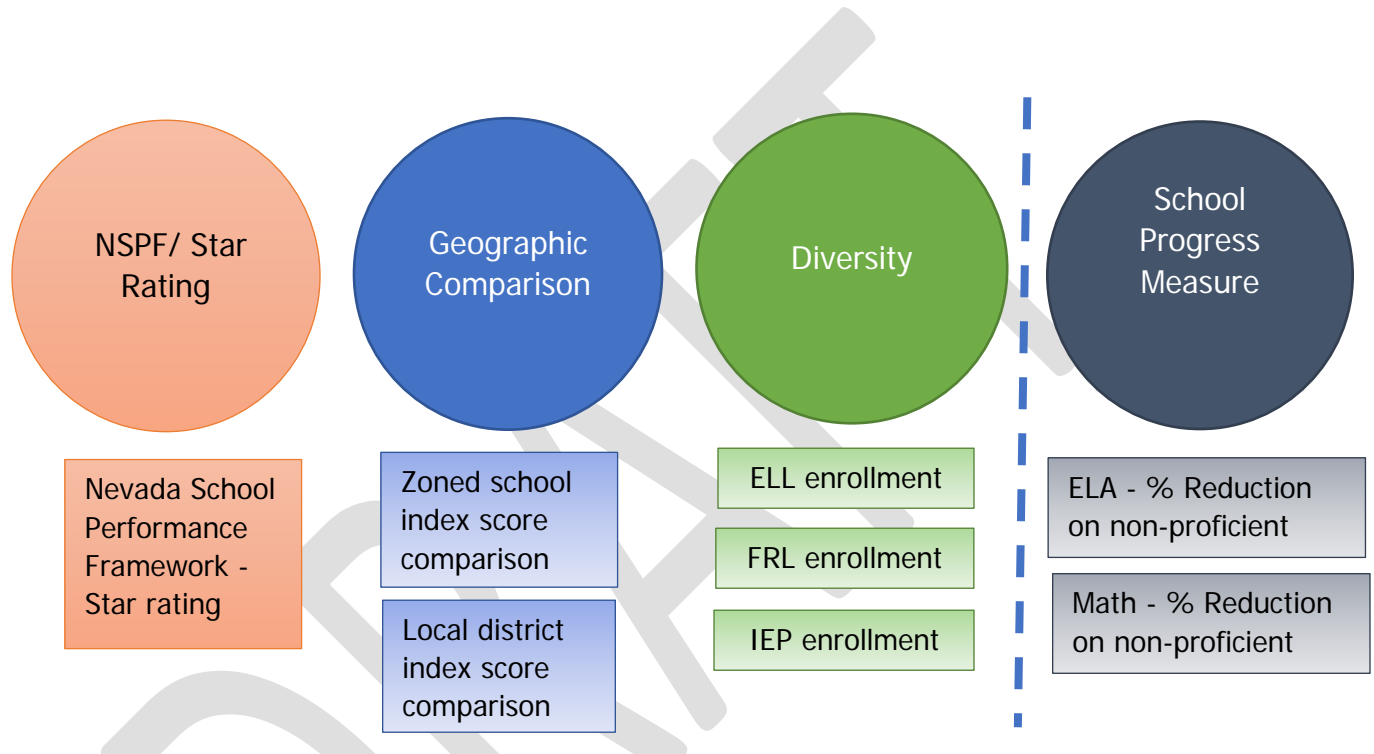 DRAFT
NSPF/ Star
Rating
Geographic
Comparison
Diversity
School
Progress
Measure
Nevada School
Performance
Framework -
Star rating
Zoned school
index score
comparison
Local district
index score
comparison
ELL enrollment
FRL enrollment
IEP enrollment
ELA - % Reduction
on non-proficient
Math - % Reduction
on non-proficient